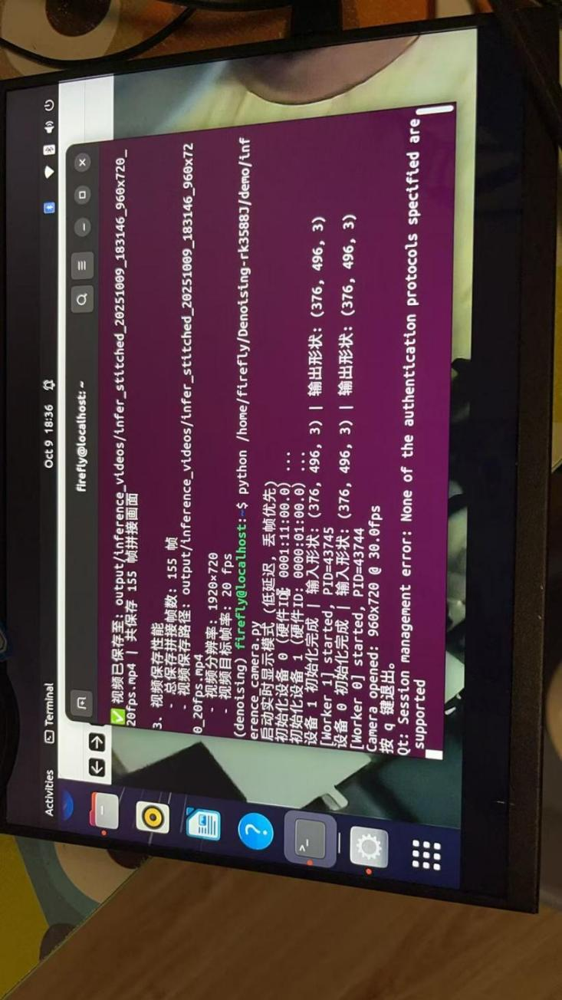 Activities
Terminal
Oct 9 18:36
firefly@localhost: ~
✅ 视频已保存至: output/inference_videos/infer_stitched_20251009_183146_960x720_
20fps.mp4 | 共保存 155 帧拼接画面
3. 视频保存性能
- 总保存拼接帧数: 155 帧
- 视频保存路径: output/inference_videos/infer_stitched_20251009_183146_960x72
0_20fps.mp4
- 视频分辨率: 1920×720
- 视频目标帧率: 20 fps
(denoising) firefly@localhost:~$ python /home/firefly/Denoising-rk3588J/demo/inf
erence_camera.py
启动实时显示模式 (低延迟, 丢帧优先)
初始化设备 0 (硬件ID: 0001:11:00.0) ...
初始化设备 1 (硬件ID: 0000:01:00.0) ...
设备 1 初始化完成 | 输入形状: (376, 496, 3) | 输出形状: (376, 496, 3)
[Worker 1] started, PID=43745
设备 0 初始化完成 | 输入形状: (376, 496, 3) | 输出形状: (376, 496, 3)
[Worker 0] started, PID=43744
Camera opened: 960x720 @ 30.0fps
按 q 键退出。
Qt: Session management error: None of the authentication protocols specified are
supported